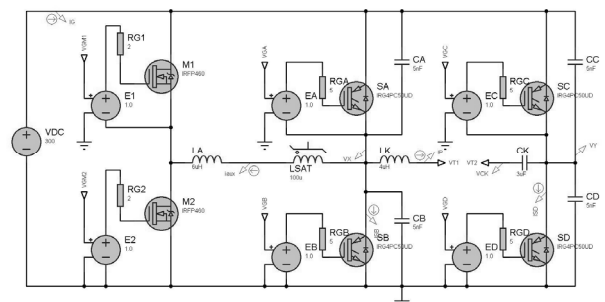 IG
VGM1
RG1
2
M1
IRFP460
E1
1.0
VGA
RGA
5
SA
IRG4PC50UD
EA
1.0
CA
5nF
VGC
RGC
5
SC
IRG4PC50UD
EC
1.0
CC
5nF
VDC
300
LA
6uH
Iaux
LSAT
100u
VX
LK
4uH
IP
VT1
VT2
VCK
CK
3uF
VY
VGM2
RG2
2
M2
IRFP460
E2
1.0
VGB
RGB
5
SB
IRG4PC50UD
EB
1.0
ISB
CB
5nF
VGD
RGD
5
SD
IRG4PC50UD
ED
1.0
ISD
CD
5nF